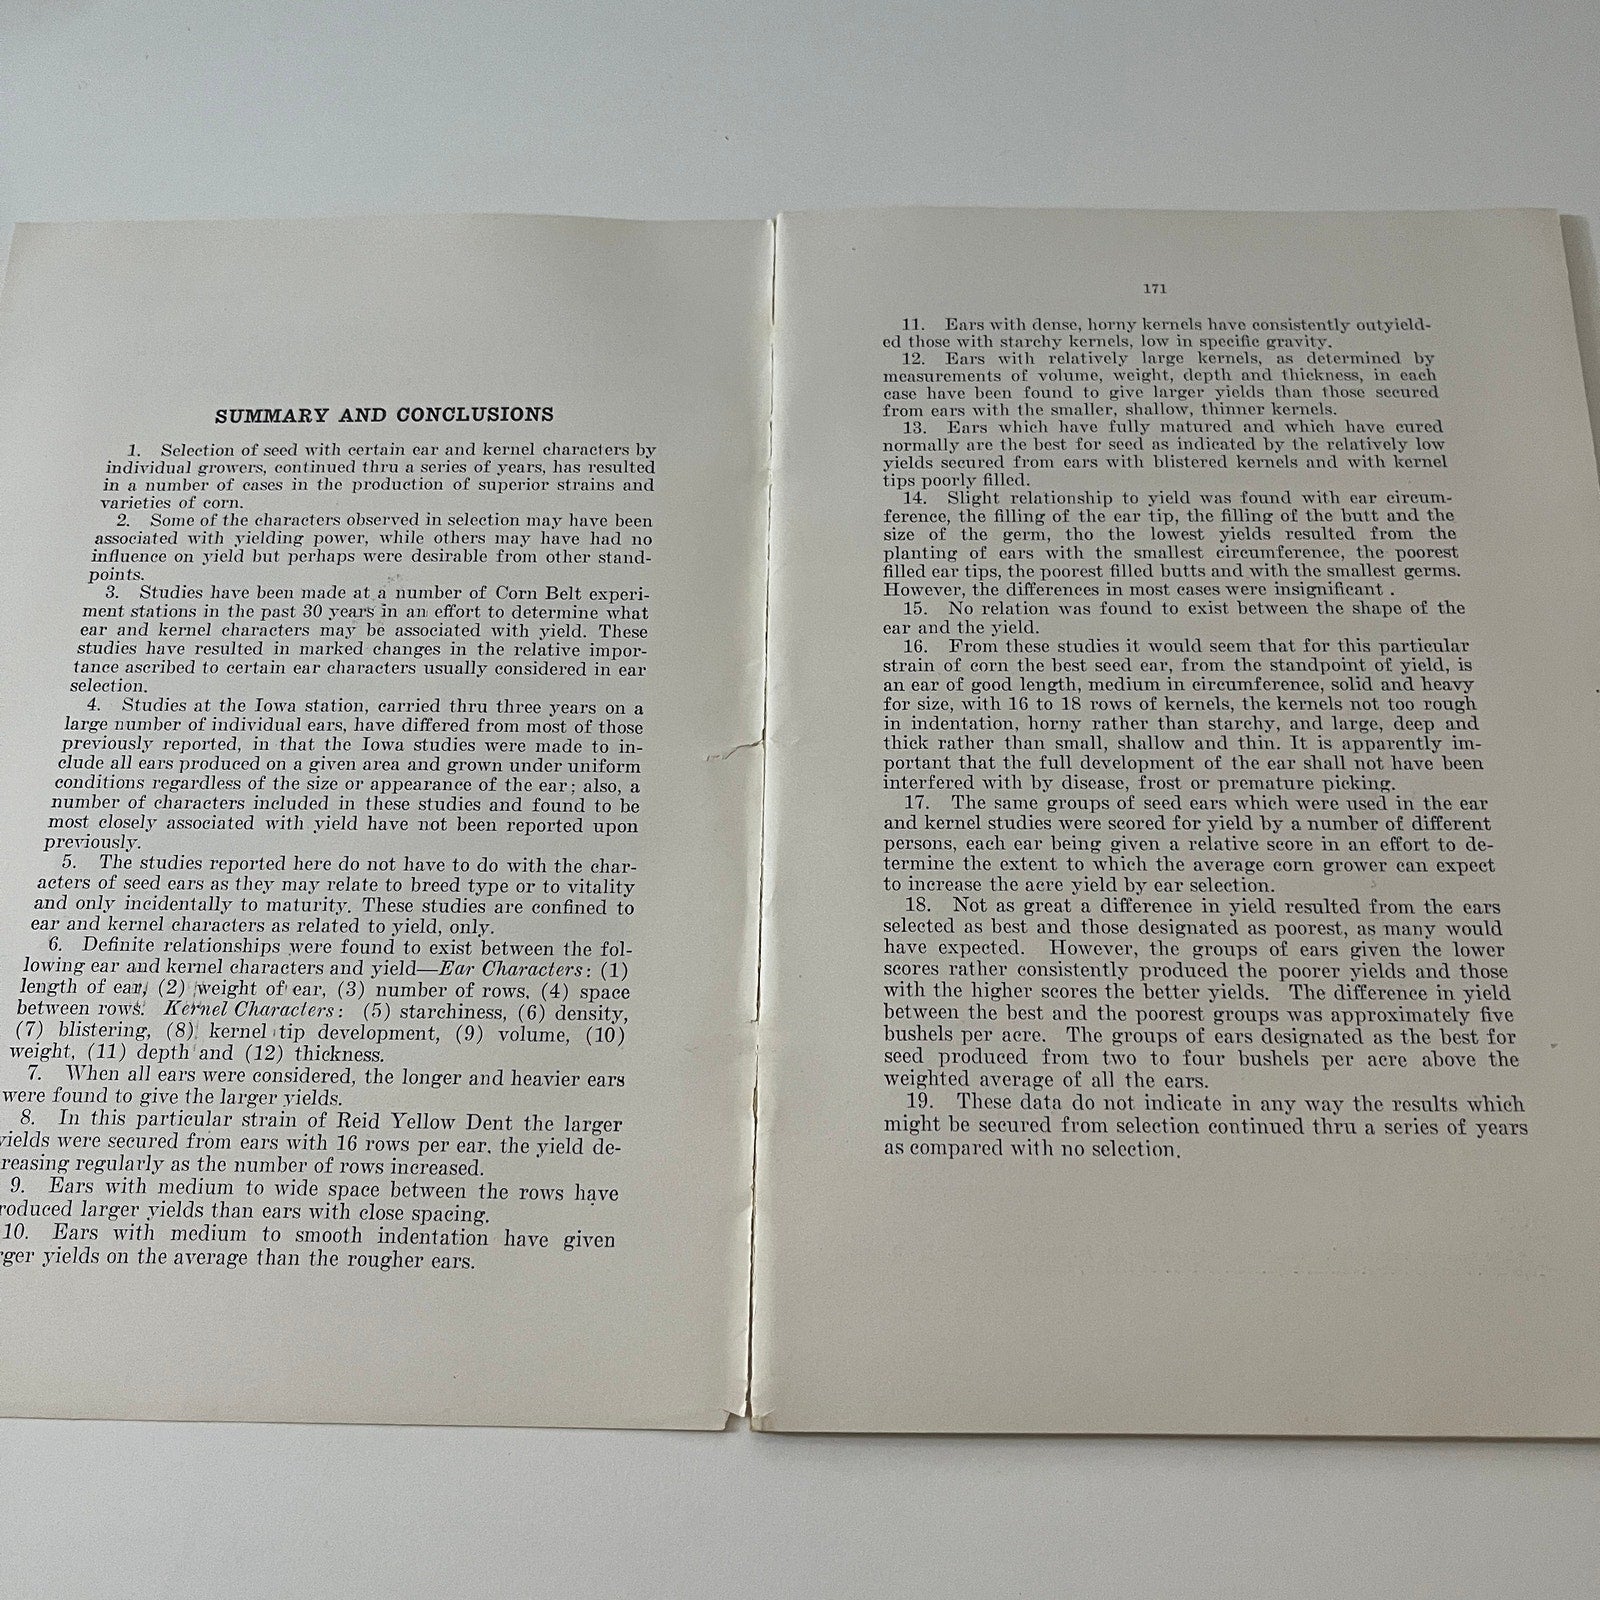 SUMMARY AND CONCLUSIONS
1. Selection of seed with certain ear and kernel characters by
individual growers, continued thru a series of years, has resulted
in a number of cases in the production of superior strains and
varieties of corn.
2. Some of the characters observed in selection may have been
associated with yielding power, while others may have had no
influence on yield but perhaps were desirable from other stand-
points.
3. Studies have been made at a number of Corn Belt experi-
ment stations in the past 30 years in an effort to determine what
ear and kernel characters may be associated with yield. These
studies have resulted in marked changes in the relative impor-
tance ascribed to certain ear characters usually considered in ear
selection.
4. Studies at the Iowa station, carried thru three years on a
large number of individual ears, have differed from most of those
previously reported, in that the Iowa studies were made to in-
clude all ears produced on a given area and grown under uniform
conditions regardless of the size or appearance of the ear; also, a
number of characters included in these studies and found to be
most closely associated with yield have not been reported upon
previously.
5. The studies reported here do not have to do with the char-
acters of seed ears as they may relate to breed type or to vitality
and only incidentally to maturity. These studies are confined to
ear and kernel characters as related to yield, only.
6. Definite relationships were found to exist between the fol-
lowing ear and kernel characters and yield—Ear Characters: (1)
length of ear, (2) weight of ear, (3) number of rows, (4) space
between rows. Kernel Characters: (5) starchiness, (6) density,
(7) blistering, (8) kernel tip development, (9) volume, (10)
weight, (11) depth and (12) thickness.
7. When all ears were considered, the longer and heavier ears
were found to give the larger yields.
8. In this particular strain of Reid Yellow Dent the larger
yields were secured from ears with 16 rows per ear, the yield de-
reasing regularly as the number of rows increased.
9. Ears with medium to wide space between the rows have
roduced larger yields than ears with close spacing.
10. Ears with medium to smooth indentation have given
rger yields on the average than the rougher ears.
171
11. Ears with dense, horny kernels have consistently outyield-
ed those with starchy kernels, low in specific gravity.
12. Ears with relatively large kernels, as determined by
measurements of volume, weight, depth and thickness, in each
case have been found to give larger yields than those secured
from ears with the smaller, shallow, thinner kernels.
13. Ears which have fully matured and which have cured
normally are the best for seed as indicated by the relatively low
yields secured from ears with blistered kernels and with kernel
tips poorly filled.
14. Slight relationship to yield was found with ear circum-
ference, the filling of the ear tip, the filling of the butt and the
size of the germ, tho the lowest yields resulted from the
planting of ears with the smallest circumference, the poorest
filled ear tips, the poorest filled butts and with the smallest germs.
However, the differences in most cases were insignificant .
15. No relation was found to exist between the shape of the
ear and the yield.
16. From these studies it would seem that for this particular
strain of corn the best seed ear, from the standpoint of yield, is
an ear of good length, medium in circumference, solid and heavy
for size, with 16 to 18 rows of kernels, the kernels not too rough
in indentation, horny rather than starchy, and large, deep and
thick rather than small, shallow and thin. It is apparently im-
portant that the full development of the ear shall not have been
interfered with by disease, frost or premature picking.
17. The same groups of seed ears which were used in the ear
and kernel studies were scored for yield by a number of different
persons, each ear being given a relative score in an effort to de-
termine the extent to which the average corn grower can expect
to increase the acre yield by ear selection.
18. Not as great a difference in yield resulted from the ears
selected as best and those designated as poorest, as many would
have expected. However, the groups of ears given the lower
scores rather consistently produced the poorer yields and those
with the higher scores the better yields. The difference in yield
between the best and the poorest groups was approximately five
bushels per acre. The groups of ears designated as the best for
seed produced from two to four bushels per acre above the
weighted average of all the ears.
19. These data do not indicate in any way the results which
might be secured from selection continued thru a series of years
as compared with no selection.